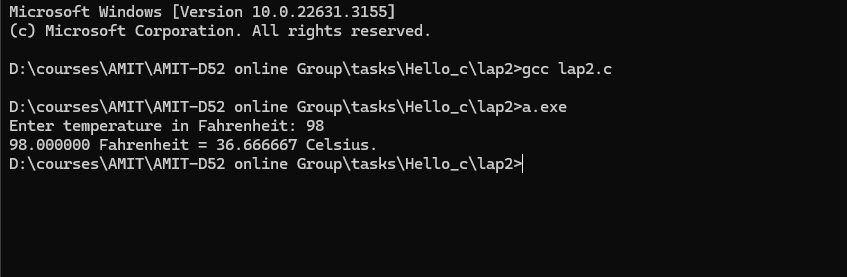 Microsoft Windows [Version 10.0.22631.3155]
(c) Microsoft Corporation. All rights reserved.
D:\courses\AMIT\AMIT-D52 online Group\tasks\Hello_c\lap2>gcc lap2.c
D:\courses\AMIT\AMIT-D52 online Group\tasks\Hello_c\lap2>a.exe
Enter temperature in Fahrenheit: 98
98.000000 Fahrenheit = 36.666667 Celsius.
D:\courses\AMIT\AMIT-D52 online Group\tasks\Hello_c\lap2>